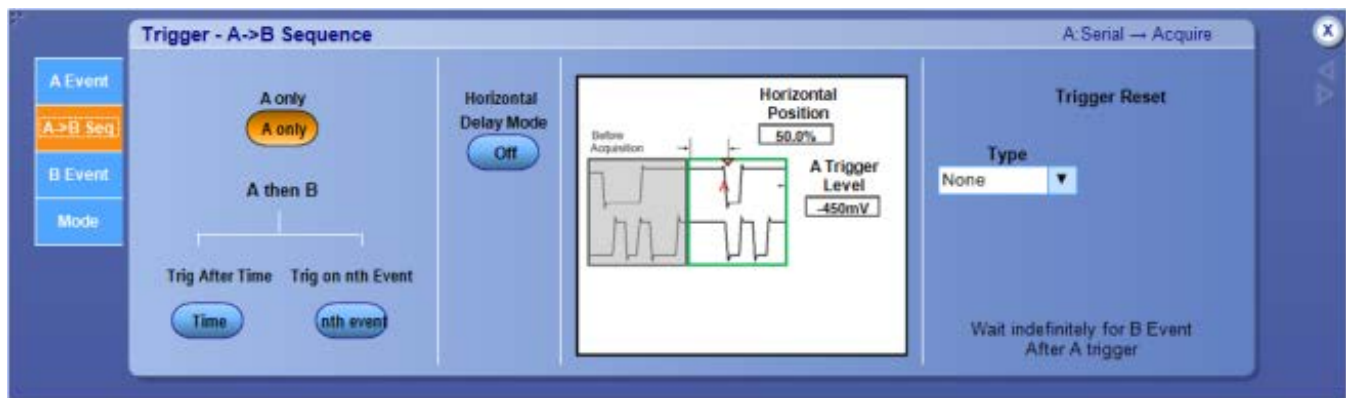 Trigger - A->B Sequence
A:Serial → Acquire
X
A Event
A->B Seq
B Event
Mode
A only
A only
A then B
Trig After Time
Trig on nth Event
Time
nth event
Horizontal
Delay Mode
Off
Before
Acquisition
A
Horizontal
Position
50.0%
A Trigger
Level
-450mV
Trigger Reset
Type
None
Wait indefinitely for B Event
After A trigger